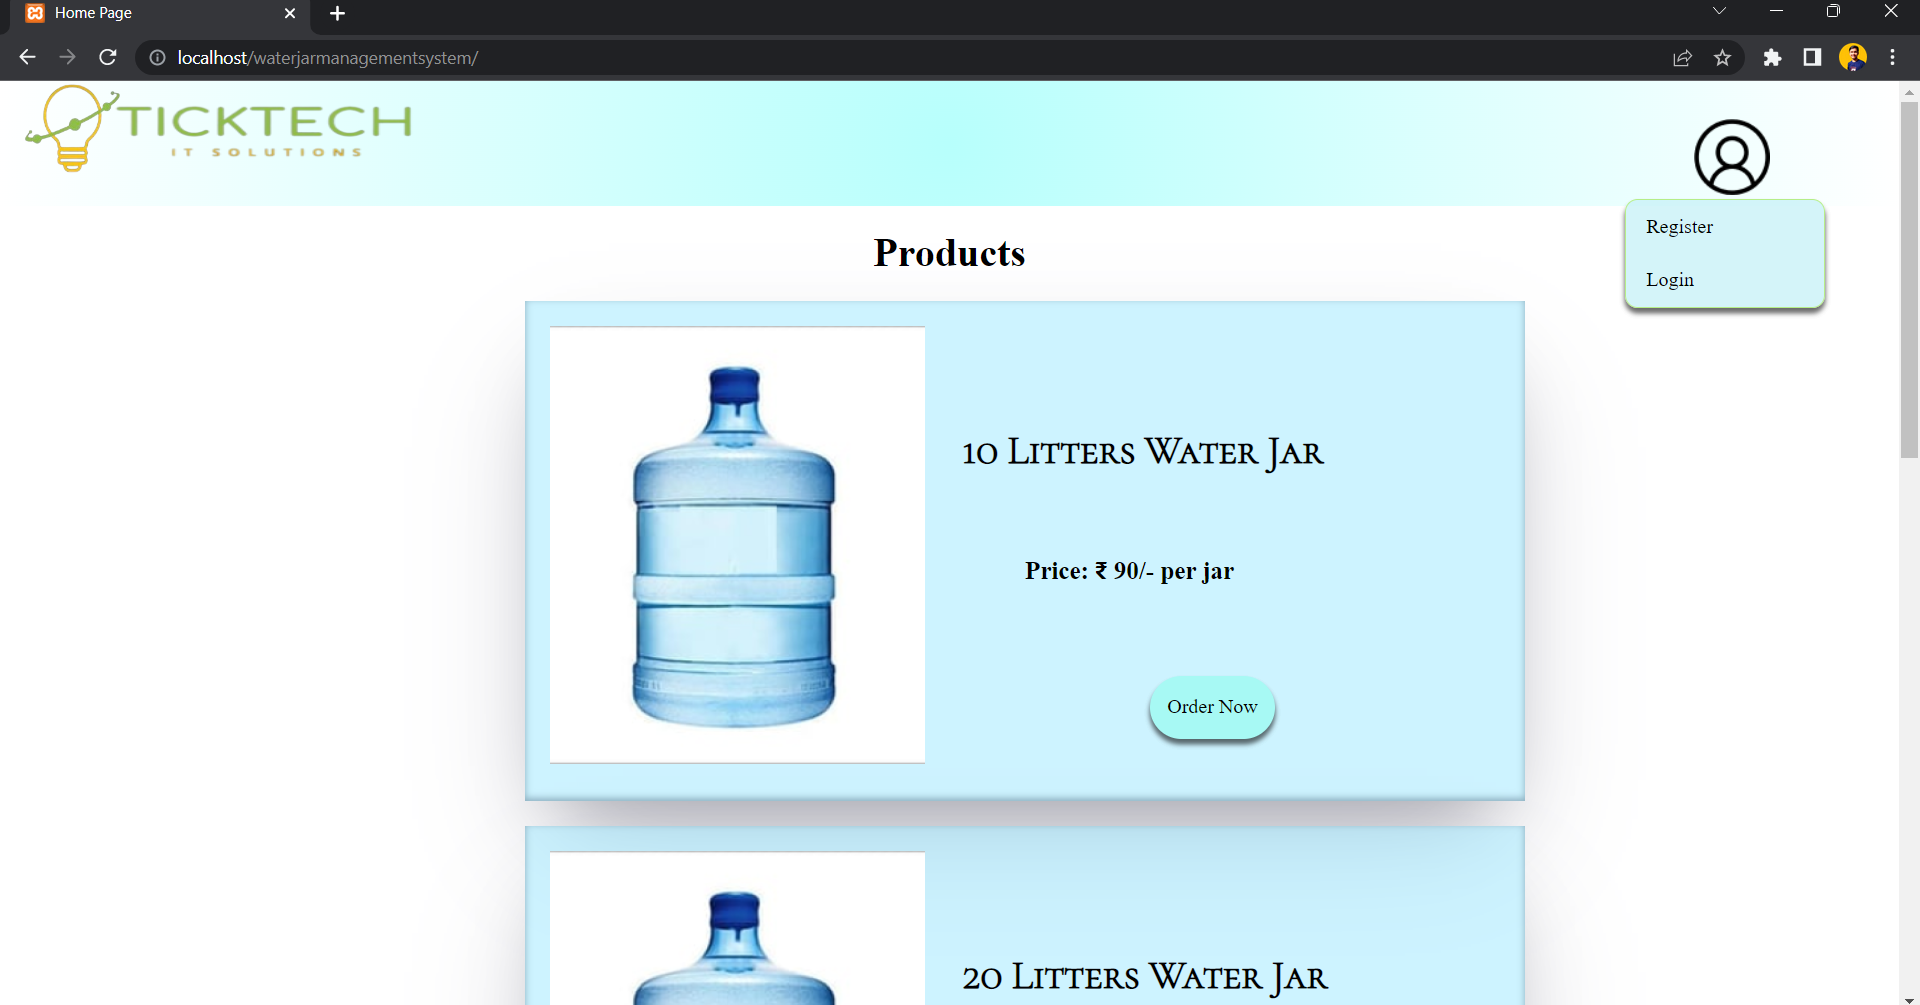 Home Page
localhost/waterjarmanagementsystem/
TICKTECH
IT SOLUTIONS
Register
Login
Products
10 Litters Water Jar
Price: ₹ 90/- per jar
Order Now
20 Litters Water Jar